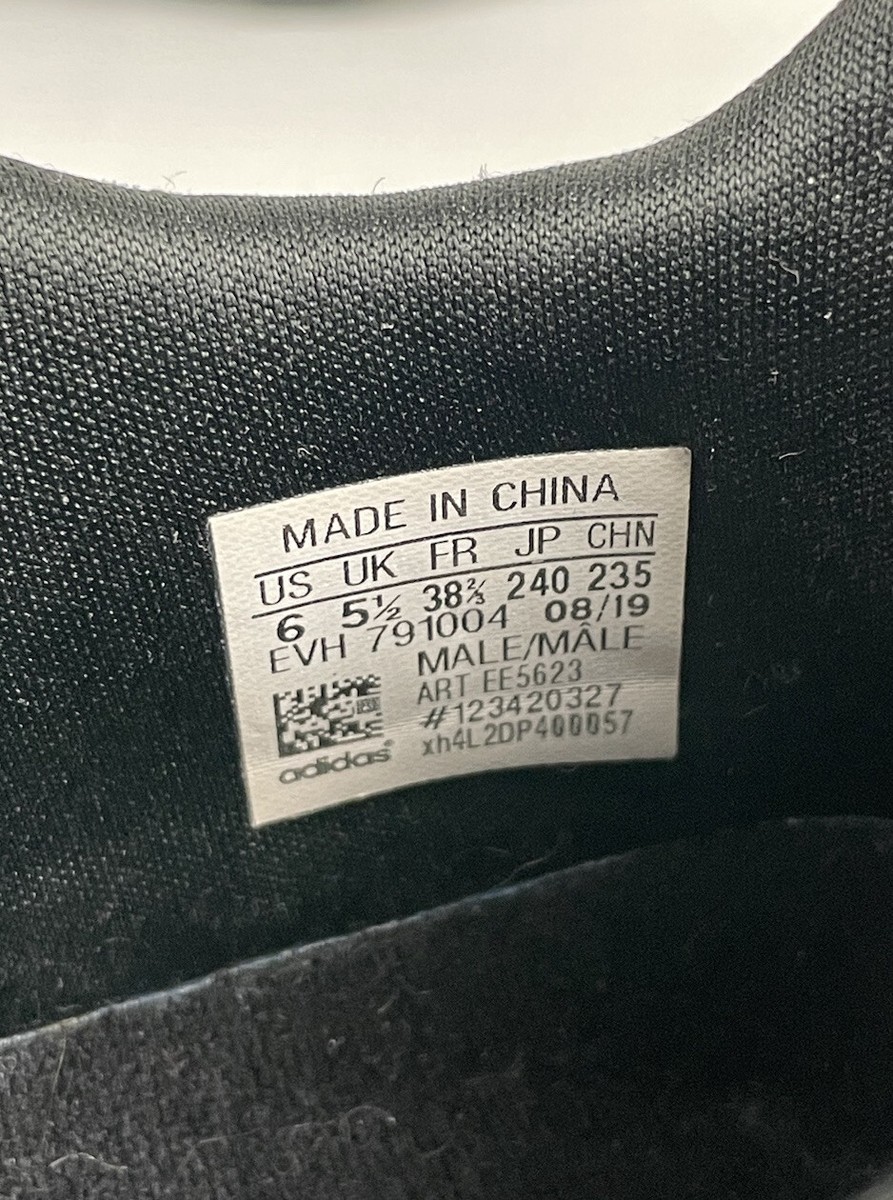 MADE IN CHINA
US UK FR JP CHN
6 5½ 38⅔ 240 235
EVH 791004 08/19
MALE/MÂLE
ART EE5623
#123420327
xh4L2DP400057
adidas